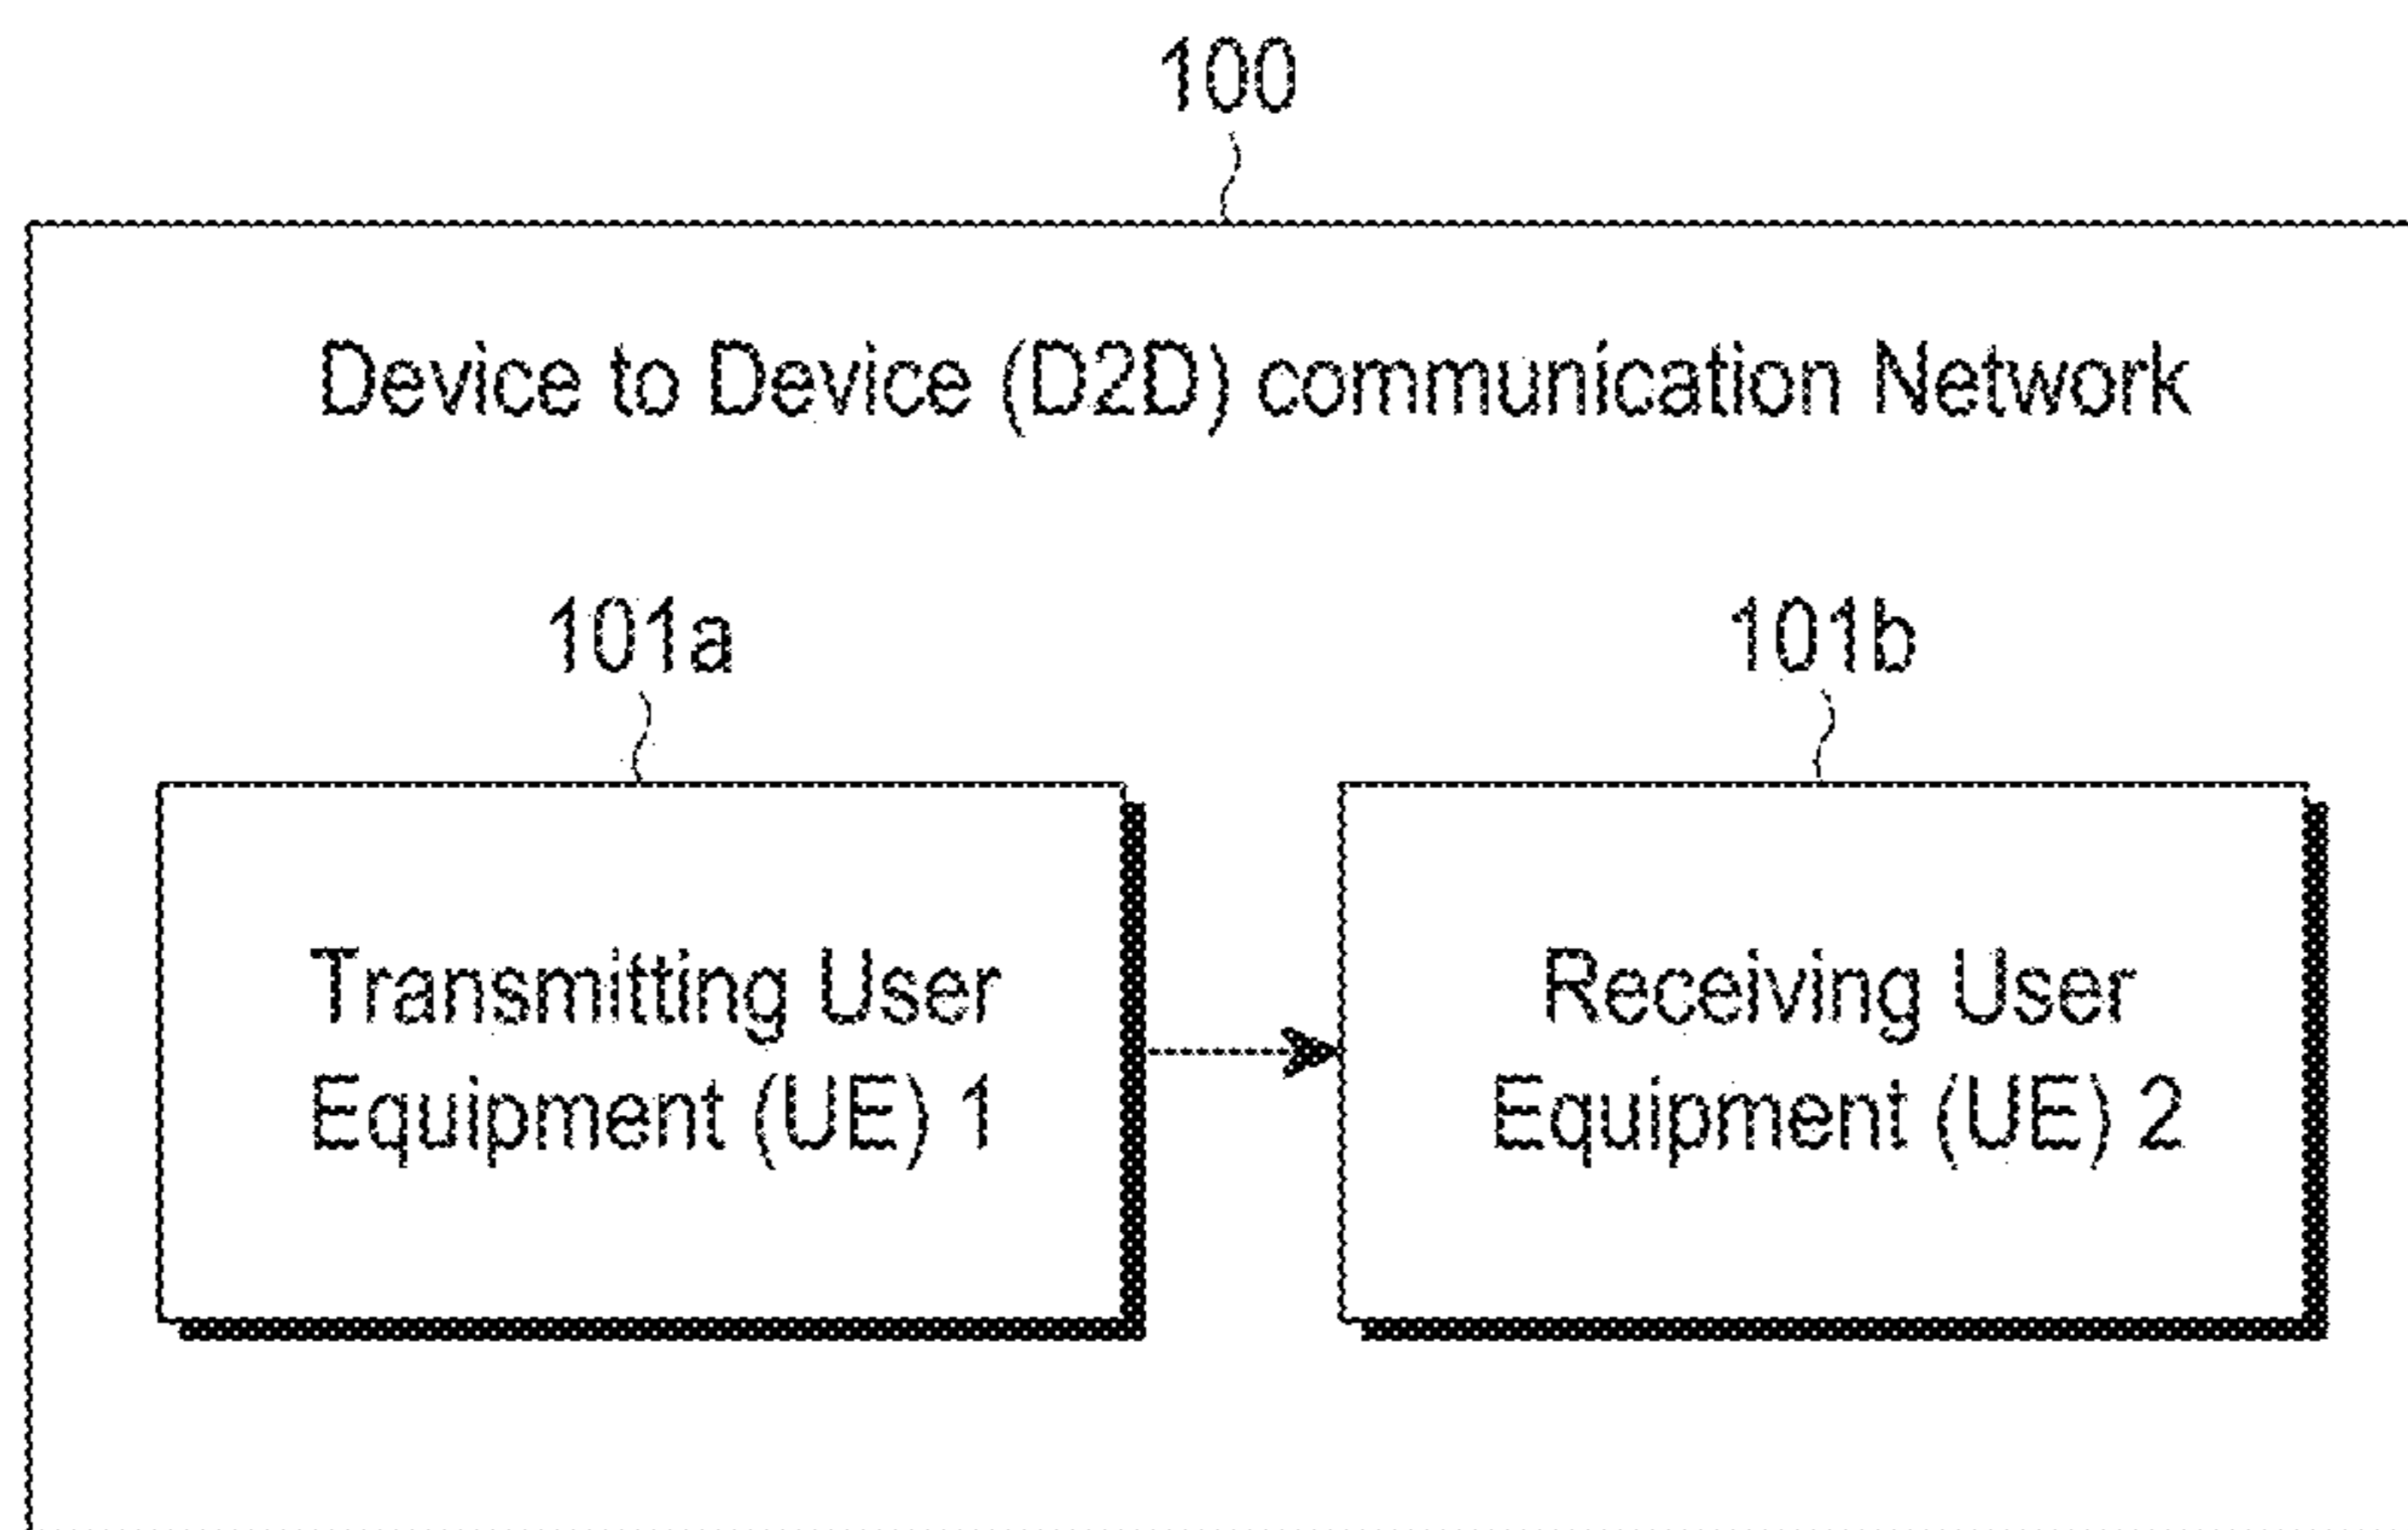 100
Device to Device (D2D) communication Network
101a
101b
Transmitting User
Equipment (UE) 1
Receiving User
Equipment (UE) 2